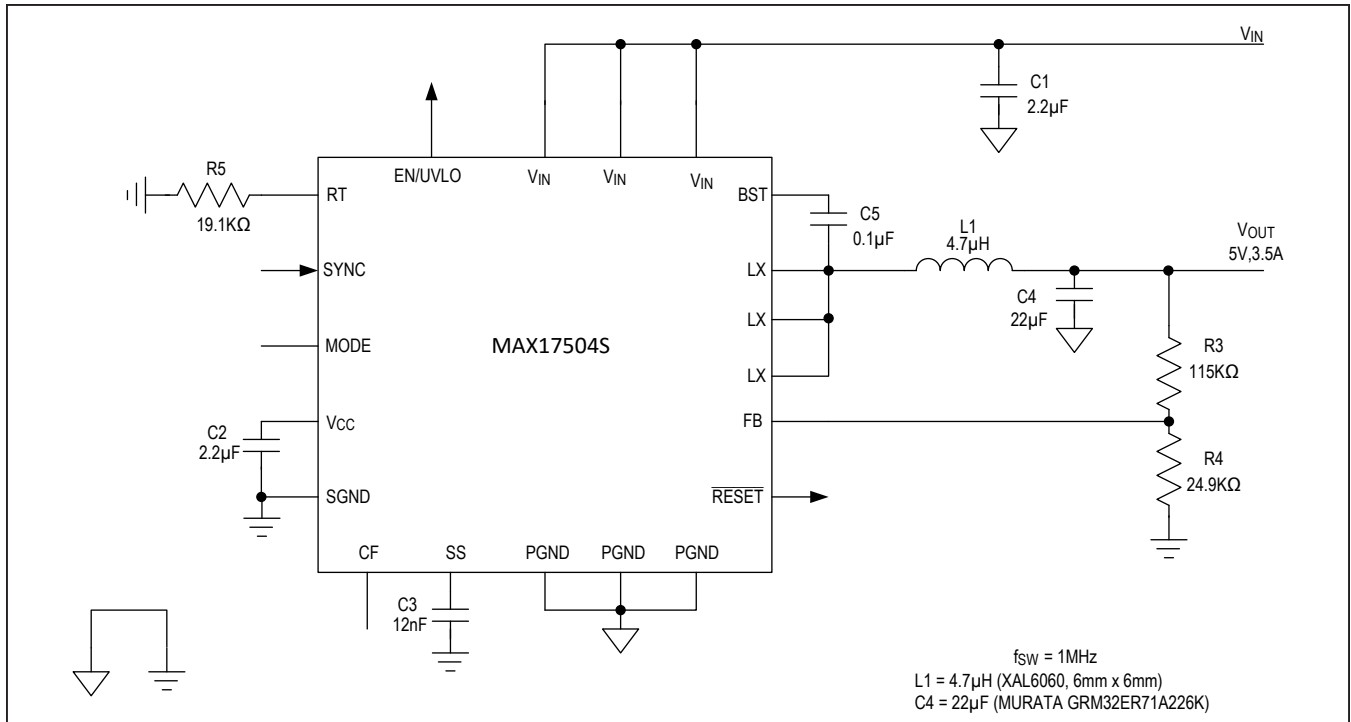 VIN
C1
2.2µF
R5
19.1KΩ
RT
EN/UVLO
VIN
VIN
VIN
BST
C5
0.1µF
L1
4.7µH
VOUT
5V,3.5A
SYNC
LX
C4
22µF
LX
MODE
MAX17504S
R3
115KΩ
LX
VCC
FB
C2
2.2µF
R4
24.9KΩ
SGND
RESET
CF
SS
PGND
PGND
PGND
C3
12nF
fSW = 1MHz
L1 = 4.7µH (XAL6060, 6mm x 6mm)
C4 = 22µF (MURATA GRM32ER71A226K)